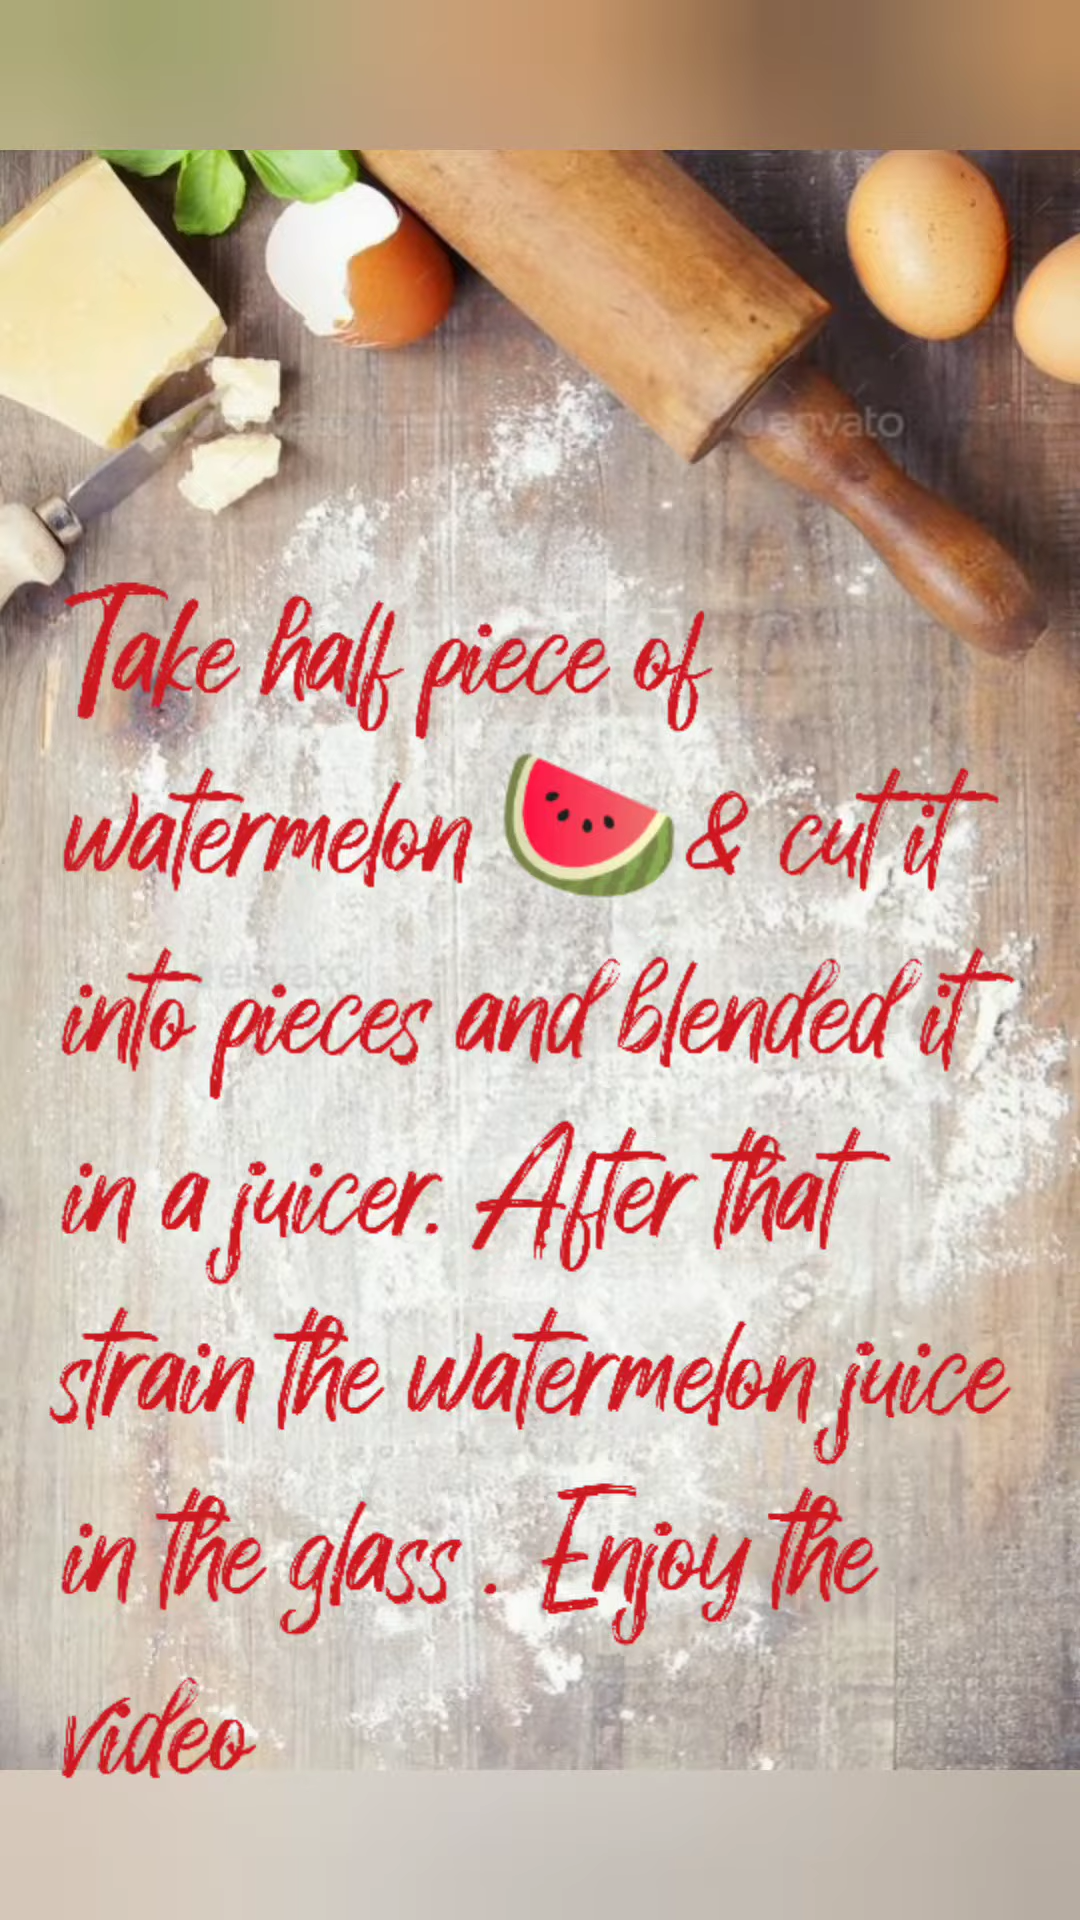 envato
Take half piece of
watermelon 🍉 & cut it
envato
into pieces and blended it
in a juicer. After that
strain the watermelon juice
in the glass . Enjoy the
video